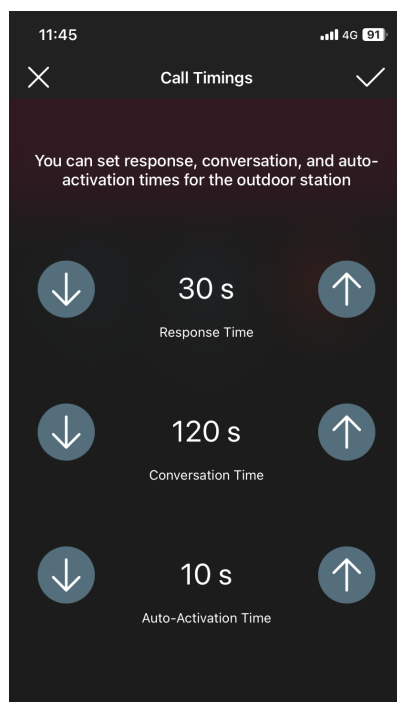 11:45
4G 91
Call Timings
You can set response, conversation, and auto-
activation times for the outdoor station
30 s
Response Time
120 s
Conversation Time
10 s
Auto-Activation Time